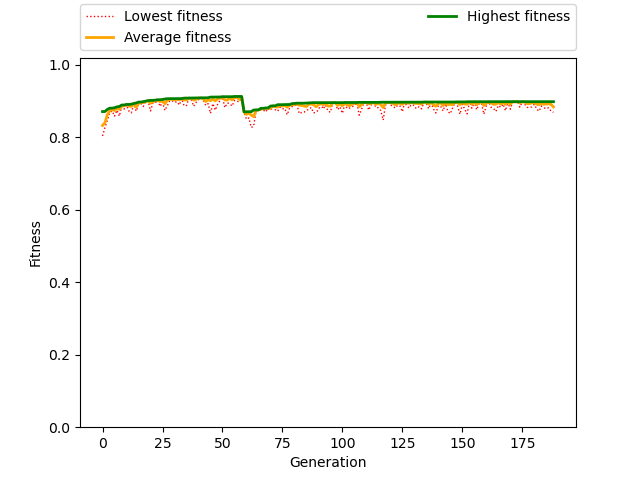 Lowest fitness
Average fitness
Highest fitness
1.0
0.8
0.6
0.4
0.2
0.0
Fitness
0 25 50 75 100 125 150 175
Generation